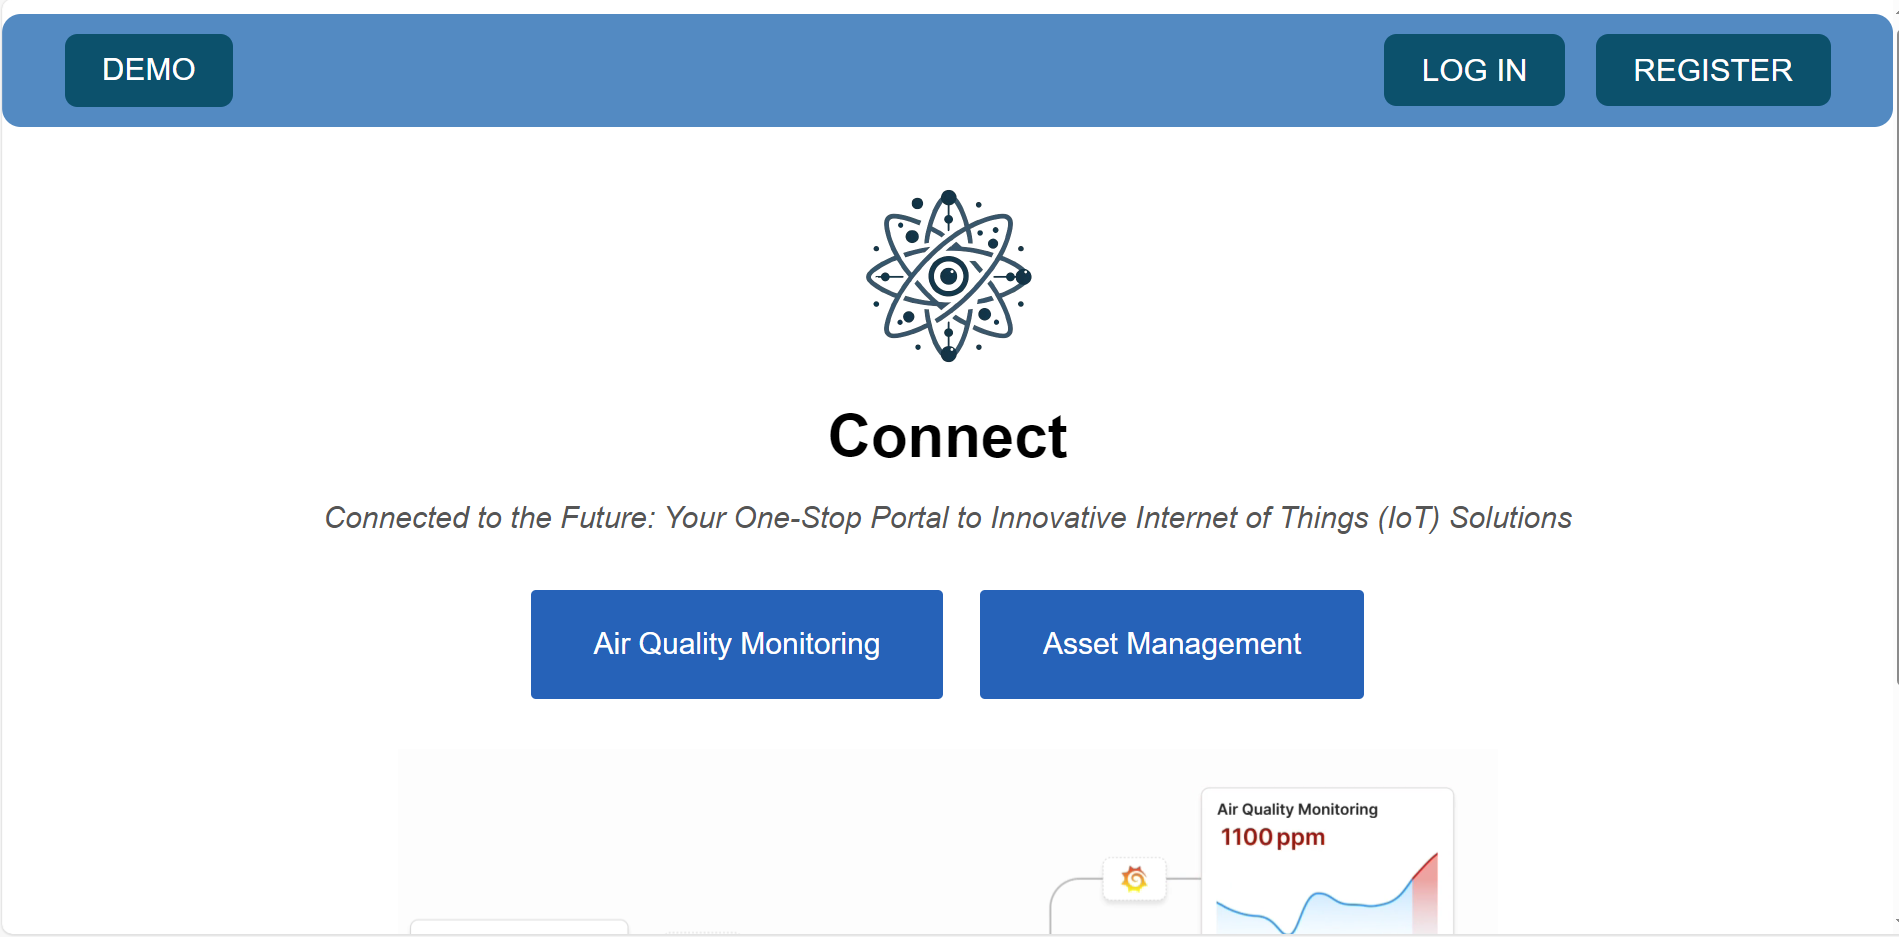 DEMO
LOG IN
REGISTER
Connect
Connected to the Future: Your One-Stop Portal to Innovative Internet of Things (IoT) Solutions
Air Quality Monitoring
Asset Management
Air Quality Monitoring
1100 ppm